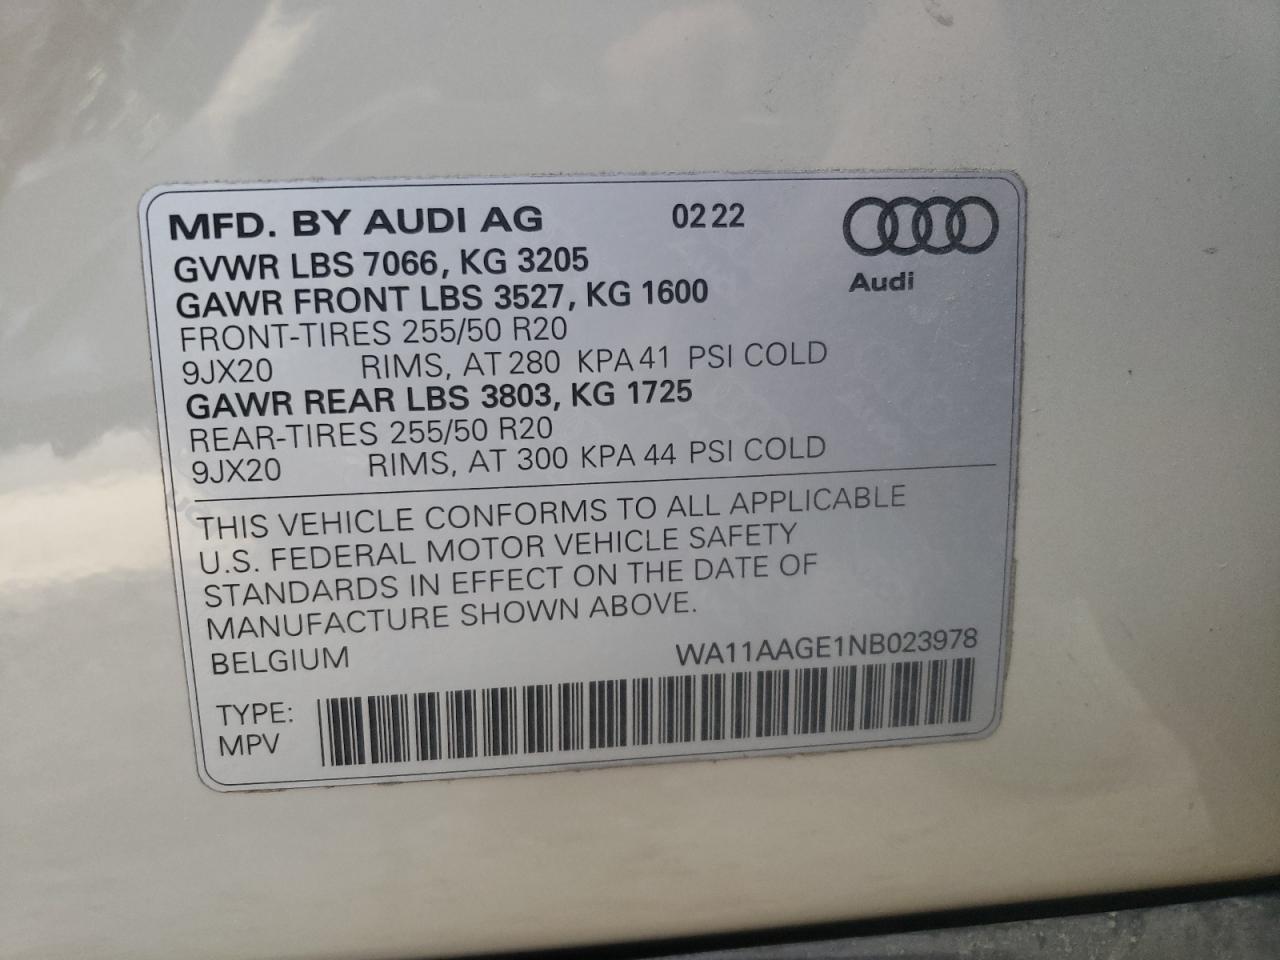 MFD. BY AUDI AG 02 22
Audi
GVWR LBS 7066, KG 3205
GAWR FRONT LBS 3527, KG 1600
FRONT-TIRES 255/50 R20
9JX20 RIMS, AT 280 KPA 41 PSI COLD
GAWR REAR LBS 3803, KG 1725
REAR-TIRES 255/50 R20
9JX20 RIMS, AT 300 KPA 44 PSI COLD
THIS VEHICLE CONFORMS TO ALL APPLICABLE
U.S. FEDERAL MOTOR VEHICLE SAFETY
STANDARDS IN EFFECT ON THE DATE OF
MANUFACTURE SHOWN ABOVE.
BELGIUM WA11AAGE1NB023978
TYPE:
MPV